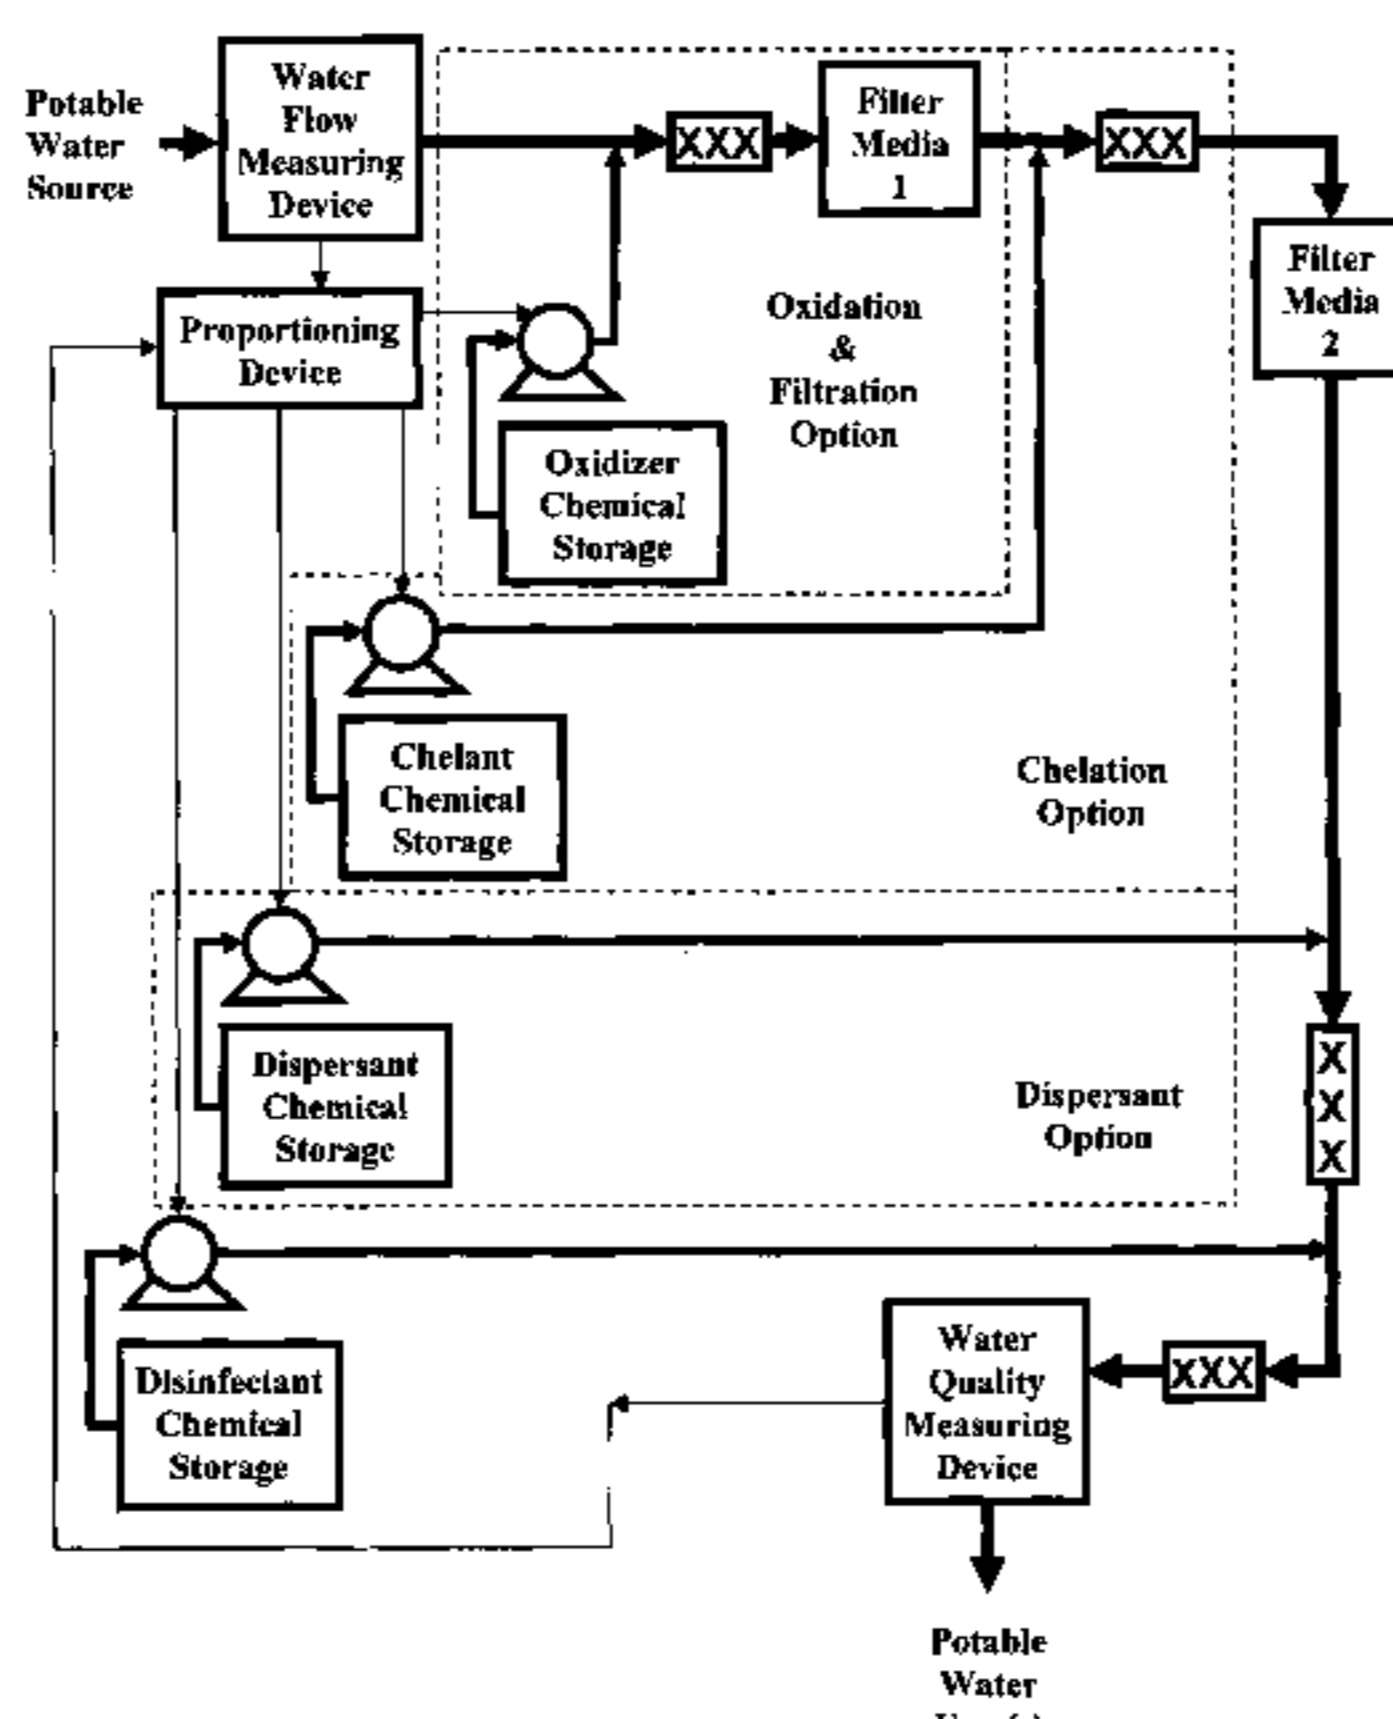 Potable
Water
Source
Water
Flow
Measuring
Device
XXX
Filter
Media
1
XXX
Filter
Media
2
Proportioning
Device
Oxidation
&
Filtration
Option
Oxidizer
Chemical
Storage
Chelant
Chemical
Storage
Chelation
Option
Dispersant
Chemical
Storage
Dispersant
Option
X
X
X
Disinfectant
Chemical
Storage
Water
Quality
Measuring
Device
XXX
Potable
Water